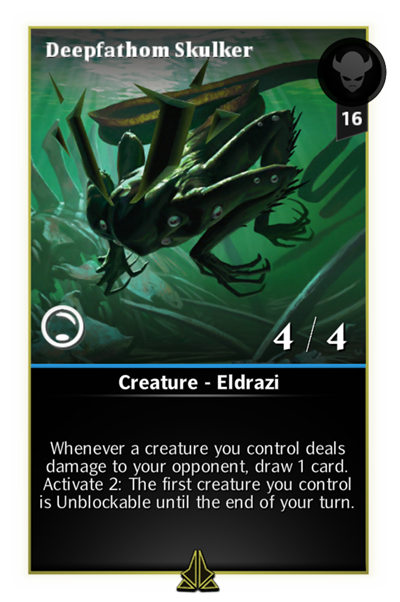 Deepfathom Skulker
16
4 / 4
Creature - Eldrazi
Whenever a creature you control deals
damage to your opponent, draw 1 card.
Activate 2: The first creature you control
is Unblockable until the end of your turn.